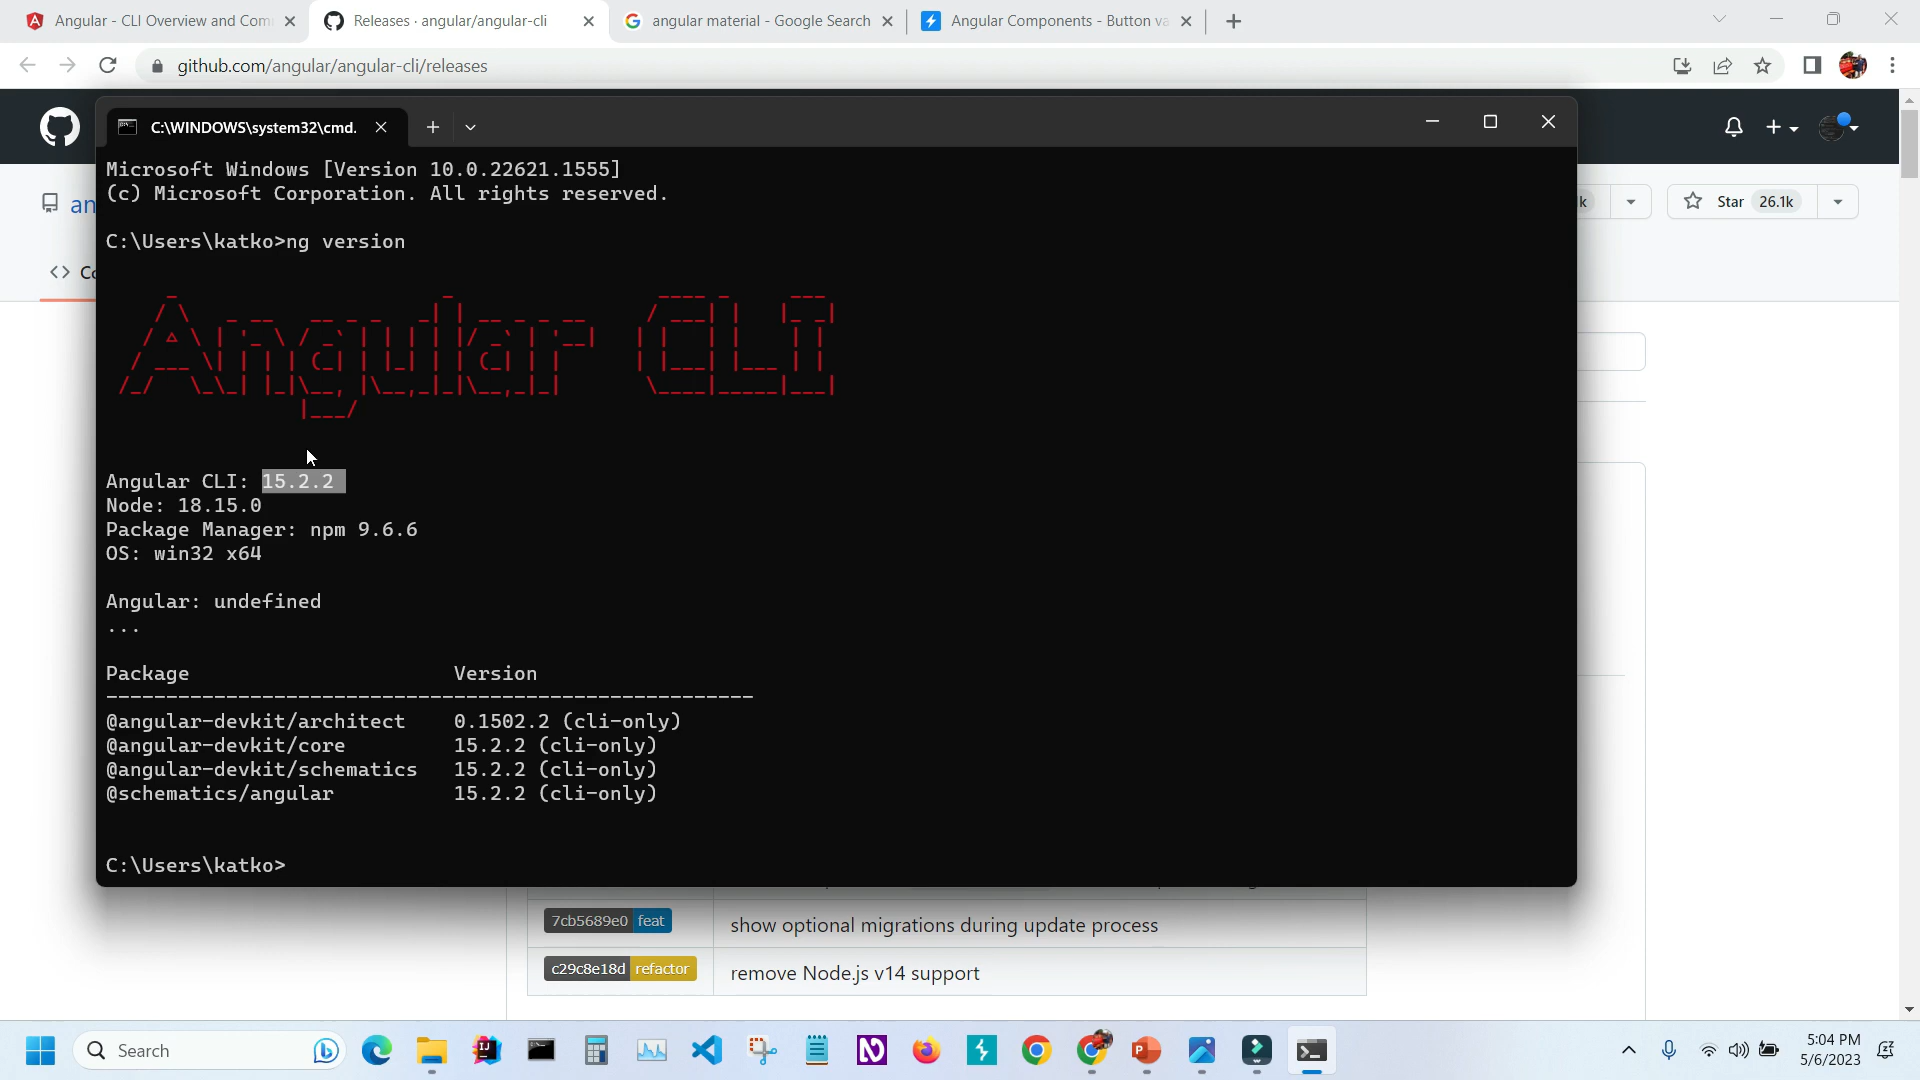 Angular - CLI Overview and Com
Releases · angular/angular-cli
angular material - Google Search
Angular Components - Button va
github.com/angular/angular-cli/releases
C:\WINDOWS\system32\cmd.
Microsoft Windows [Version 10.0.22621.1555]
(c) Microsoft Corporation. All rights reserved.
an
k
Star 26.1k
C:\Users\katko>ng version
<> Co
Angular CLI
Angular CLI: 15.2.2
Node: 18.15.0
Package Manager: npm 9.6.6
OS: win32 x64
Angular: undefined
...
Package Version
------------------------------------------------------
@angular-devkit/architect 0.1502.2 (cli-only)
@angular-devkit/core 15.2.2 (cli-only)
@angular-devkit/schematics 15.2.2 (cli-only)
@schematics/angular 15.2.2 (cli-only)
C:\Users\katko>
7cb5689e0 feat show optional migrations during update process
c29c8e18d refactor remove Node.js v14 support
Search
5:04 PM
5/6/2023